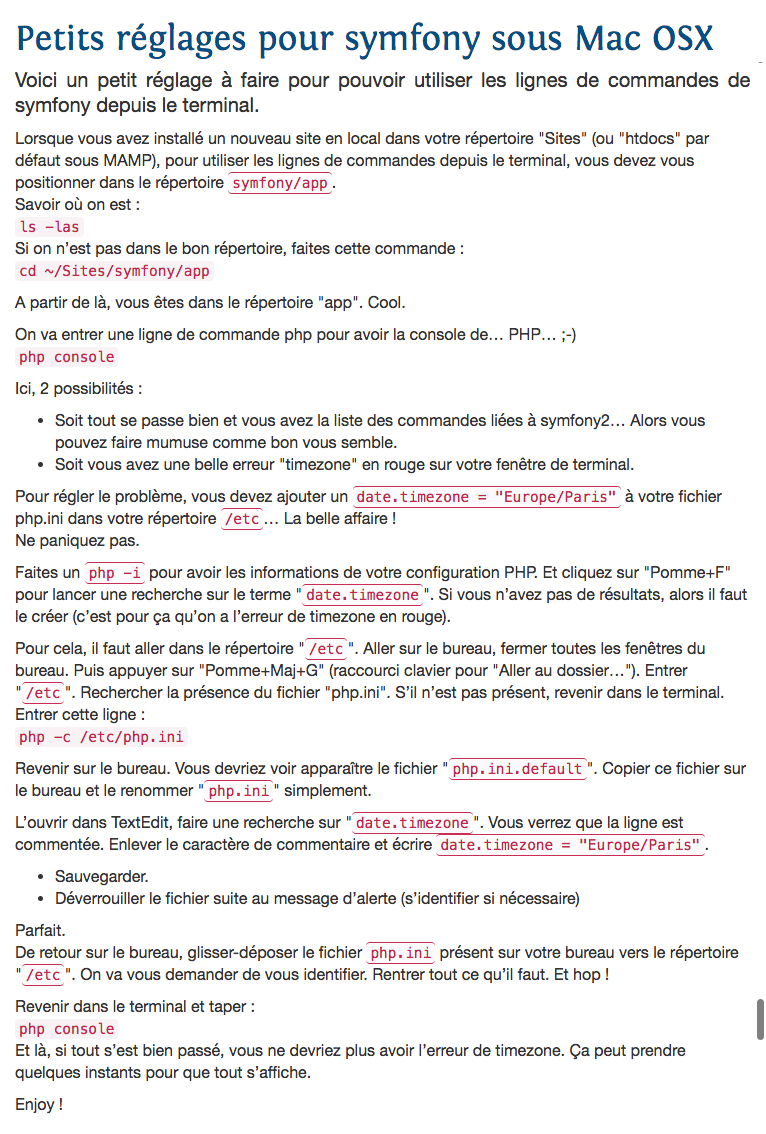 Petits réglages pour symfony sous Mac OSX
Voici un petit réglage à faire pour pouvoir utiliser les lignes de commandes de
symfony depuis le terminal.
Lorsque vous avez installé un nouveau site en local dans votre répertoire "Sites" (ou "htdocs" par
défaut sous MAMP), pour utiliser les lignes de commandes depuis le terminal, vous devez vous
positionner dans le répertoire symfony/app.
Savoir où on est :
ls -las
Si on n’est pas dans le bon répertoire, faites cette commande :
cd ~/Sites/symfony/app
A partir de là, vous êtes dans le répertoire "app". Cool.
On va entrer une ligne de commande php pour avoir la console de… PHP… ;-)
php console
Ici, 2 possibilités :
• Soit tout se passe bien et vous avez la liste des commandes liées à symfony2… Alors vous
pouvez faire mumuse comme bon vous semble.
• Soit vous avez une belle erreur "timezone" en rouge sur votre fenêtre de terminal.
Pour régler le problème, vous devez ajouter un date.timezone = "Europe/Paris" à votre fichier
php.ini dans votre répertoire /etc… La belle affaire !
Ne paniquez pas.
Faites un php -i pour avoir les informations de votre configuration PHP. Et cliquez sur "Pomme+F"
pour lancer une recherche sur le terme "date.timezone". Si vous n’avez pas de résultats, alors il faut
le créer (c’est pour ça qu’on a l’erreur de timezone en rouge).
Pour cela, il faut aller dans le répertoire "/etc". Aller sur le bureau, fermer toutes les fenêtres du
bureau. Puis appuyer sur "Pomme+Maj+G" (raccourci clavier pour "Aller au dossier…"). Entrer
"/etc". Rechercher la présence du fichier "php.ini". S’il n’est pas présent, revenir dans le terminal.
Entrer cette ligne :
php -c /etc/php.ini
Revenir sur le bureau. Vous devriez voir apparaître le fichier "php.ini.default". Copier ce fichier sur
le bureau et le renommer "php.ini" simplement.
L’ouvrir dans TextEdit, faire une recherche sur "date.timezone". Vous verrez que la ligne est
commentée. Enlever le caractère de commentaire et écrire date.timezone = "Europe/Paris".
• Sauvegarder.
• Déverrouiller le fichier suite au message d’alerte (s’identifier si nécessaire)
Parfait.
De retour sur le bureau, glisser-déposer le fichier php.ini présent sur votre bureau vers le répertoire
"/etc". On va vous demander de vous identifier. Rentrer tout ce qu’il faut. Et hop !
Revenir dans le terminal et taper :
php console
Et là, si tout s’est bien passé, vous ne devriez plus avoir l’erreur de timezone. Ça peut prendre
quelques instants pour que tout s’affiche.
Enjoy !